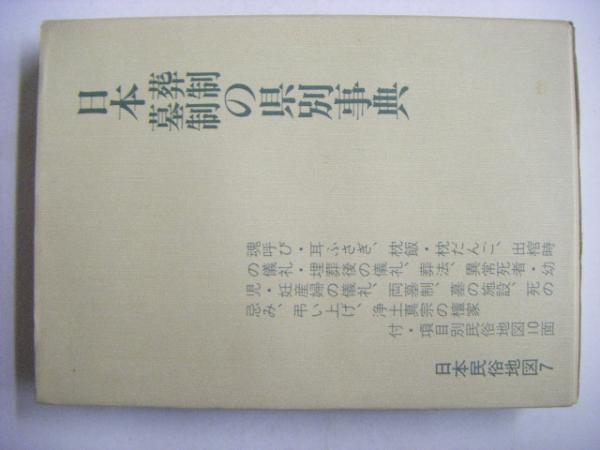 日本葬制墓制の県別事典
魂呼び・耳ふさぎ、枕飯・枕だんご、出棺時
の儀礼・埋葬後の儀礼、葬法、異常死者・幼
児・妊産婦の儀礼、両墓制、墓の施設、死の
忌み、弔い上げ、浄土真宗の檀家
付・項目別民俗地図10面
日本民俗地図7